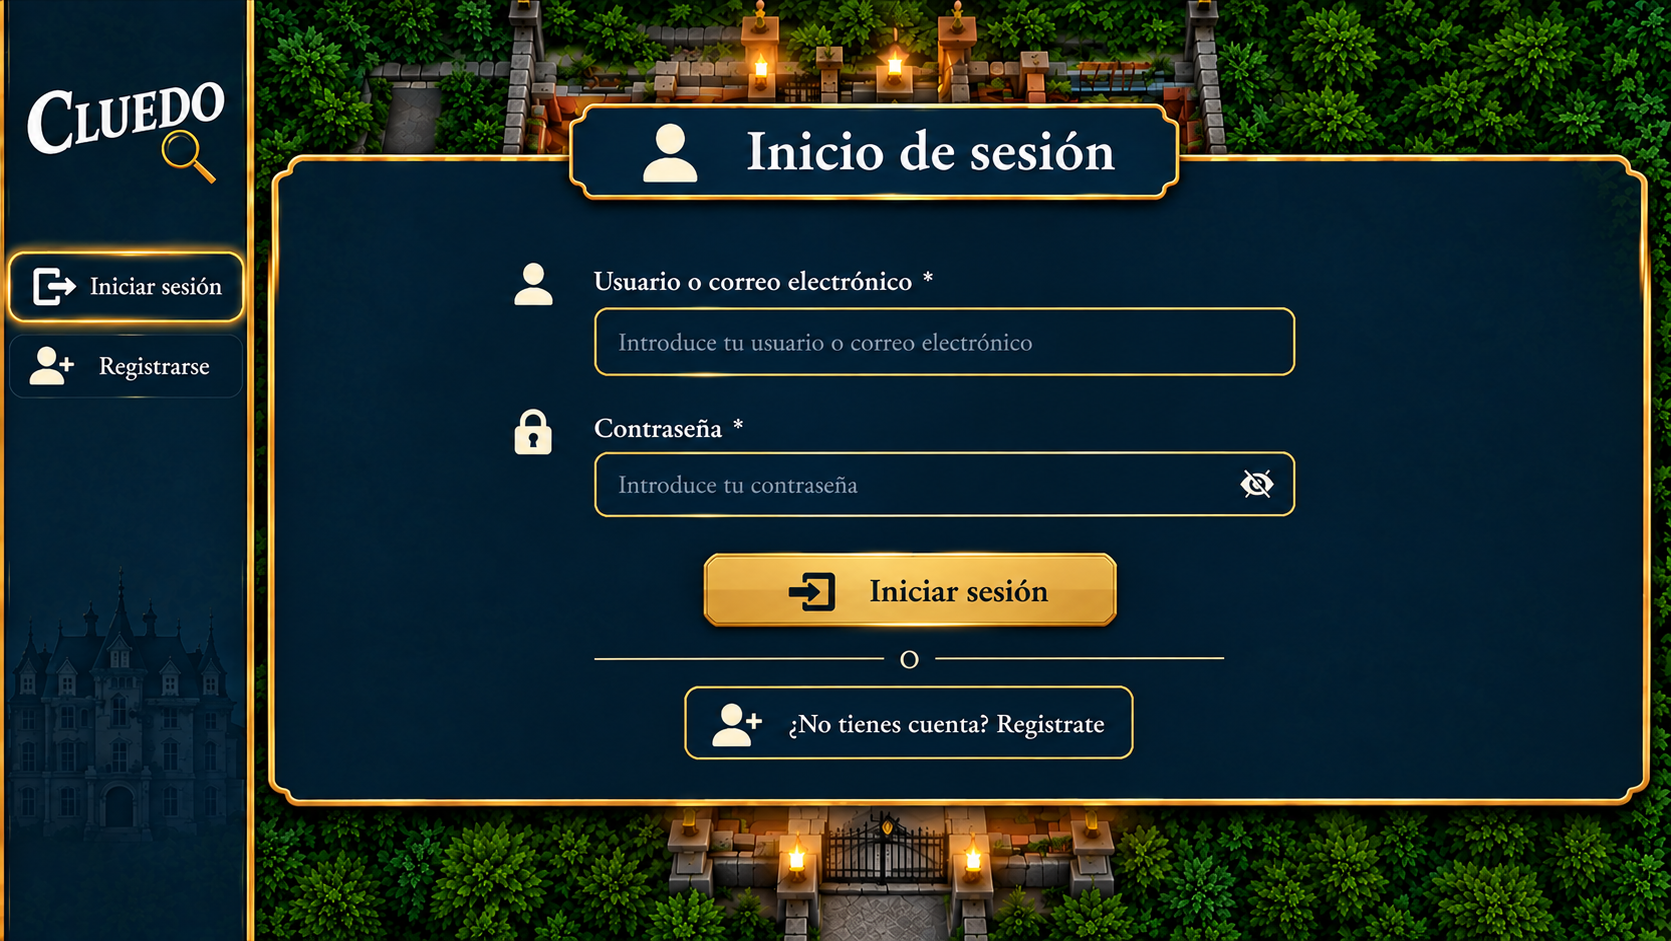 CLUEDO
Iniciar sesión
Registrarse
Inicio de sesión
Usuario o correo electrónico *
Introduce tu usuario o correo electrónico
Contraseña *
Introduce tu contraseña
Iniciar sesión
O
¿No tienes cuenta? Registrate